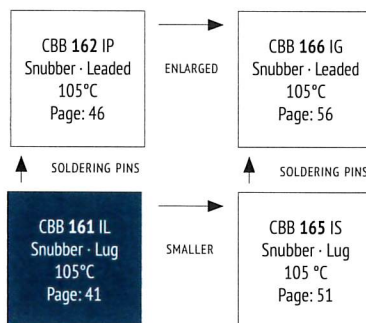 CBB 162 IP
Snubber · Leaded
105°C
Page: 46
ENLARGED
CBB 166 IG
Snubber · Leaded
105°C
Page: 56
SOLDERING PINS
SOLDERING PINS
CBB 161 IL
Snubber · Lug
105°C
Page: 41
SMALLER
CBB 165 IS
Snubber · Lug
105 °C
Page: 51